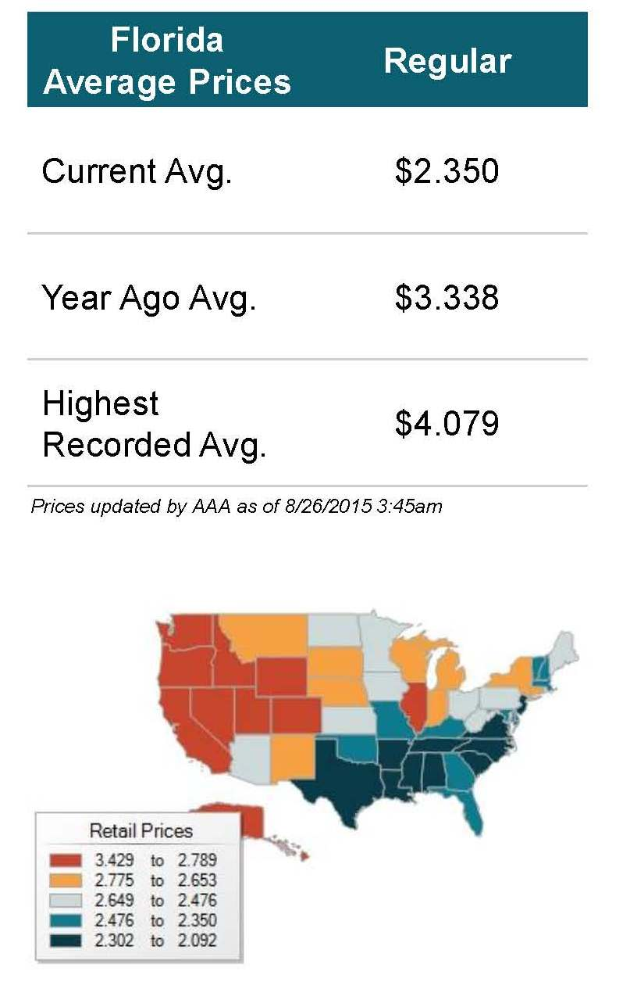 Florida
Average Prices
Regular
Current Avg.
$2.350
Year Ago Avg.
$3.338
Highest
Recorded Avg.
$4.079
Prices updated by AAA as of 8/26/2015 3:45am
Retail Prices
3.429 to 2.789
2.775 to 2.653
2.649 to 2.476
2.476 to 2.350
2.302 to 2.092